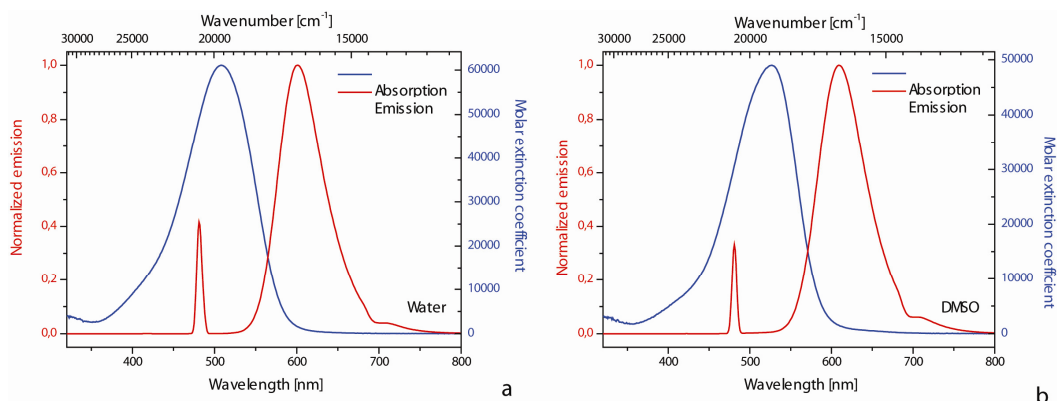 Wavenumber [cm-1]
30000 25000 20000 15000
1,0
0,8
0,6
0,4
0,2
0,0
Normalized emission
Absorption
Emission
Water
60000
50000
40000
30000
20000
10000
0
Molar extinction coefficient
400 500 600 700 800
Wavelength [nm]
a
Wavenumber [cm-1]
30000 25000 20000 15000
1,0
0,8
0,6
0,4
0,2
0,0
Normalized emission
Absorption
Emission
DMSO
50000
40000
30000
20000
10000
0
Molar extinction coefficient
400 500 600 700 800
Wavelength [nm]
b